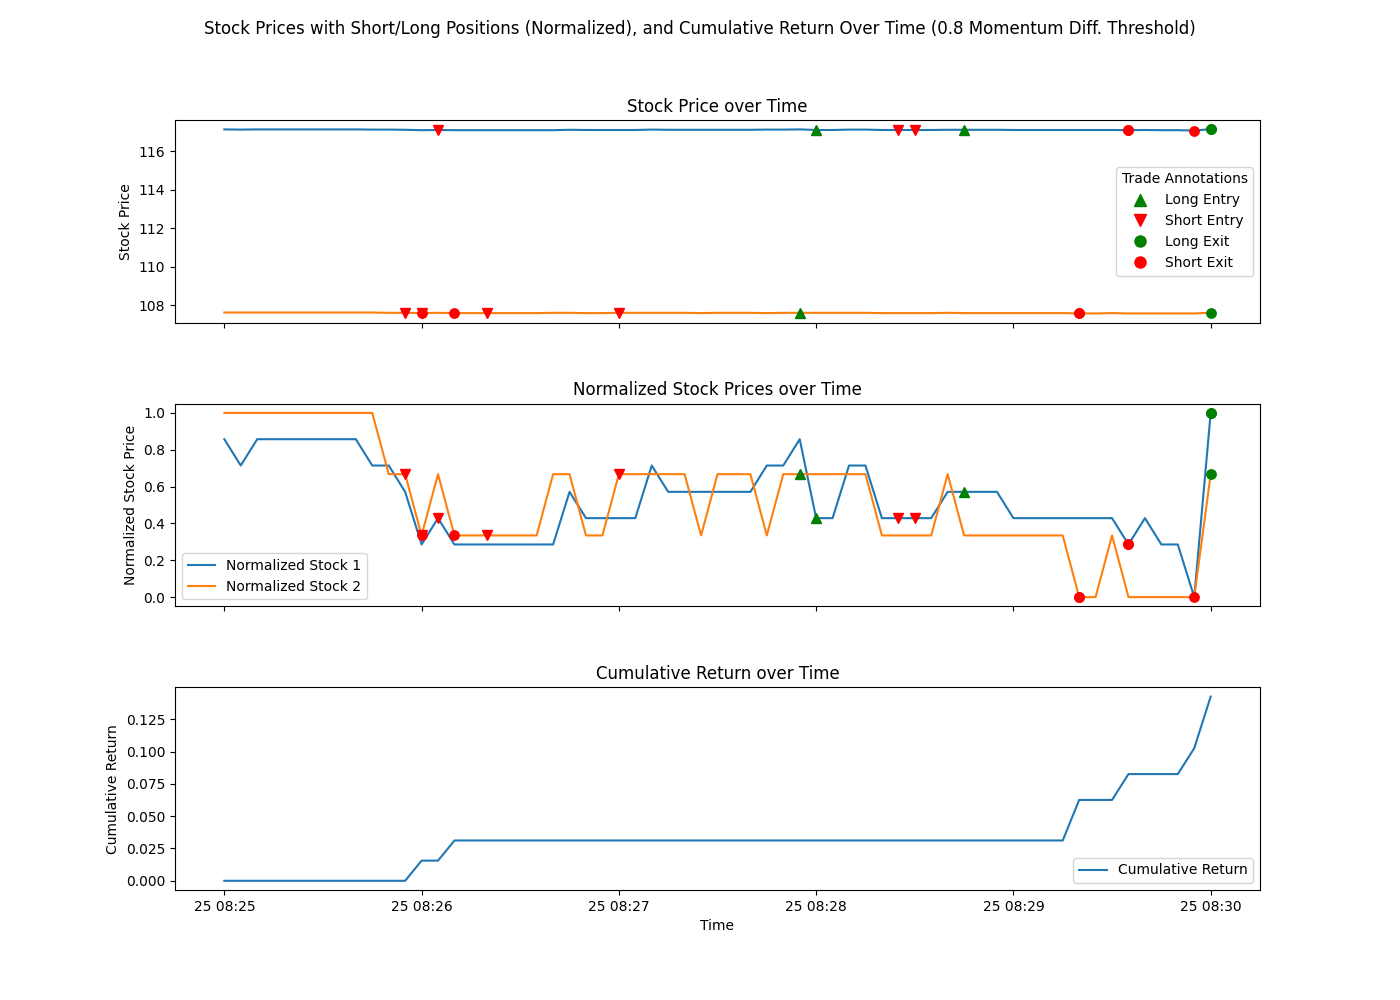 Stock Prices with Short/Long Positions (Normalized), and Cumulative Return Over Time (0.8 Momentum Diff. Threshold)
Stock Price over Time
Stock Price
116
114
112
110
108
Trade Annotations
Long Entry
Short Entry
Long Exit
Short Exit
Normalized Stock Prices over Time
Normalized Stock Price
1.0
0.8
0.6
0.4
0.2
0.0
Normalized Stock 1
Normalized Stock 2
Cumulative Return over Time
Cumulative Return
0.125
0.100
0.075
0.050
0.025
0.000
Cumulative Return
25 08:25
25 08:26
25 08:27
25 08:28
25 08:29
25 08:30
Time